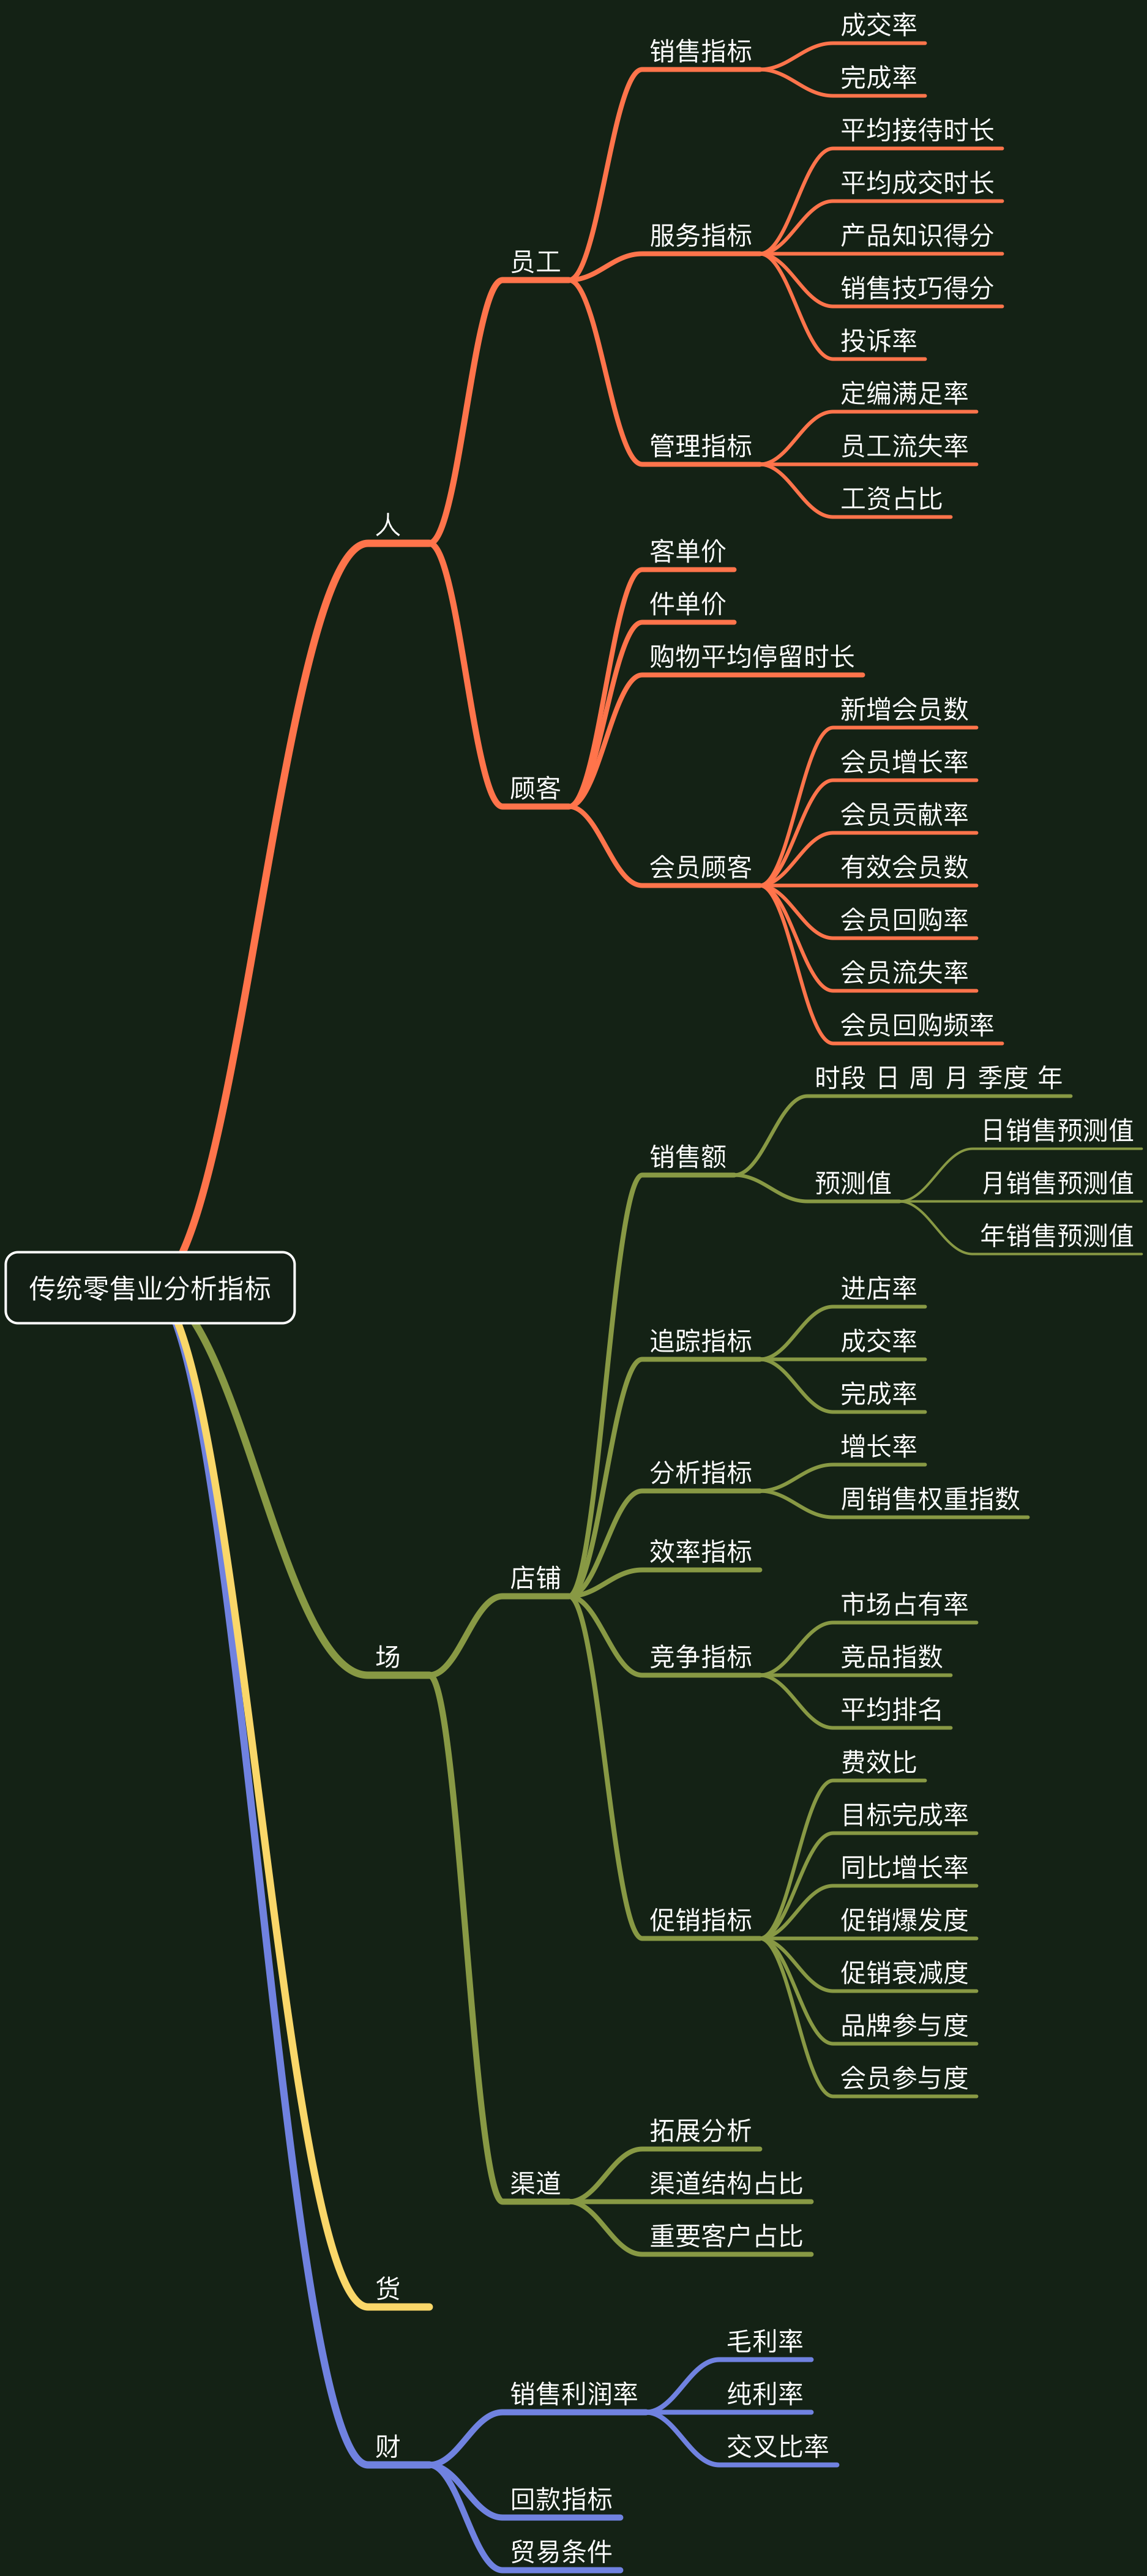 传统零售业分析指标
人
员工
销售指标
成交率
完成率
服务指标
平均接待时长
平均成交时长
产品知识得分
销售技巧得分
投诉率
管理指标
定编满足率
员工流失率
工资占比
顾客
客单价
件单价
购物平均停留时长
会员顾客
新增会员数
会员增长率
会员贡献率
有效会员数
会员回购率
会员流失率
会员回购频率
场
店铺
销售额
时段 日 周 月 季度 年
预测值
日销售预测值
月销售预测值
年销售预测值
追踪指标
进店率
成交率
完成率
分析指标
增长率
周销售权重指数
效率指标
竞争指标
市场占有率
竞品指数
平均排名
促销指标
费效比
目标完成率
同比增长率
促销爆发度
促销衰减度
品牌参与度
会员参与度
渠道
拓展分析
渠道结构占比
重要客户占比
货
财
销售利润率
毛利率
纯利率
交叉比率
回款指标
贸易条件